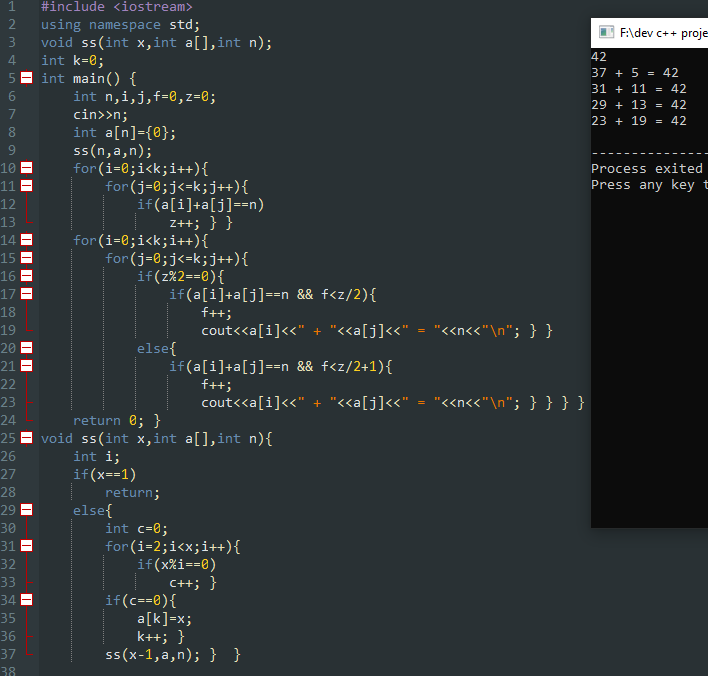 1 #include <iostream>
2 using namespace std;
3 void ss(int x,int a[],int n);
4 int k=0;
5 int main() {
6 int n,i,j,f=0,z=0;
7 cin>>n;
8 int a[n]={0};
9 ss(n,a,n);
10 for(i=0;i<k;i++){
11 for(j=0;j<=k;j++){
12 if(a[i]+a[j]==n)
13 z++; } }
14 for(i=0;i<k;i++){
15 for(j=0;j<=k;j++){
16 if(z%2==0){
17 if(a[i]+a[j]==n && f<z/2){
18 f++;
19 cout<<a[i]<<" + "<<a[j]<<" = "<<n<<"\n"; } }
20 else{
21 if(a[i]+a[j]==n && f<z/2+1){
22 f++;
23 cout<<a[i]<<" + "<<a[j]<<" = "<<n<<"\n"; } } } }
24 return 0; }
25 void ss(int x,int a[],int n){
26 int i;
27 if(x==1)
28 return;
29 else{
30 int c=0;
31 for(i=2;i<x;i++){
32 if(x%i==0)
33 c++; }
34 if(c==0){
35 a[k]=x;
36 k++; }
37 ss(x-1,a,n); } }
38
F:\dev c++ proje
42
37 + 5 = 42
31 + 11 = 42
29 + 13 = 42
23 + 19 = 42
---------------
Process exited
Press any key t